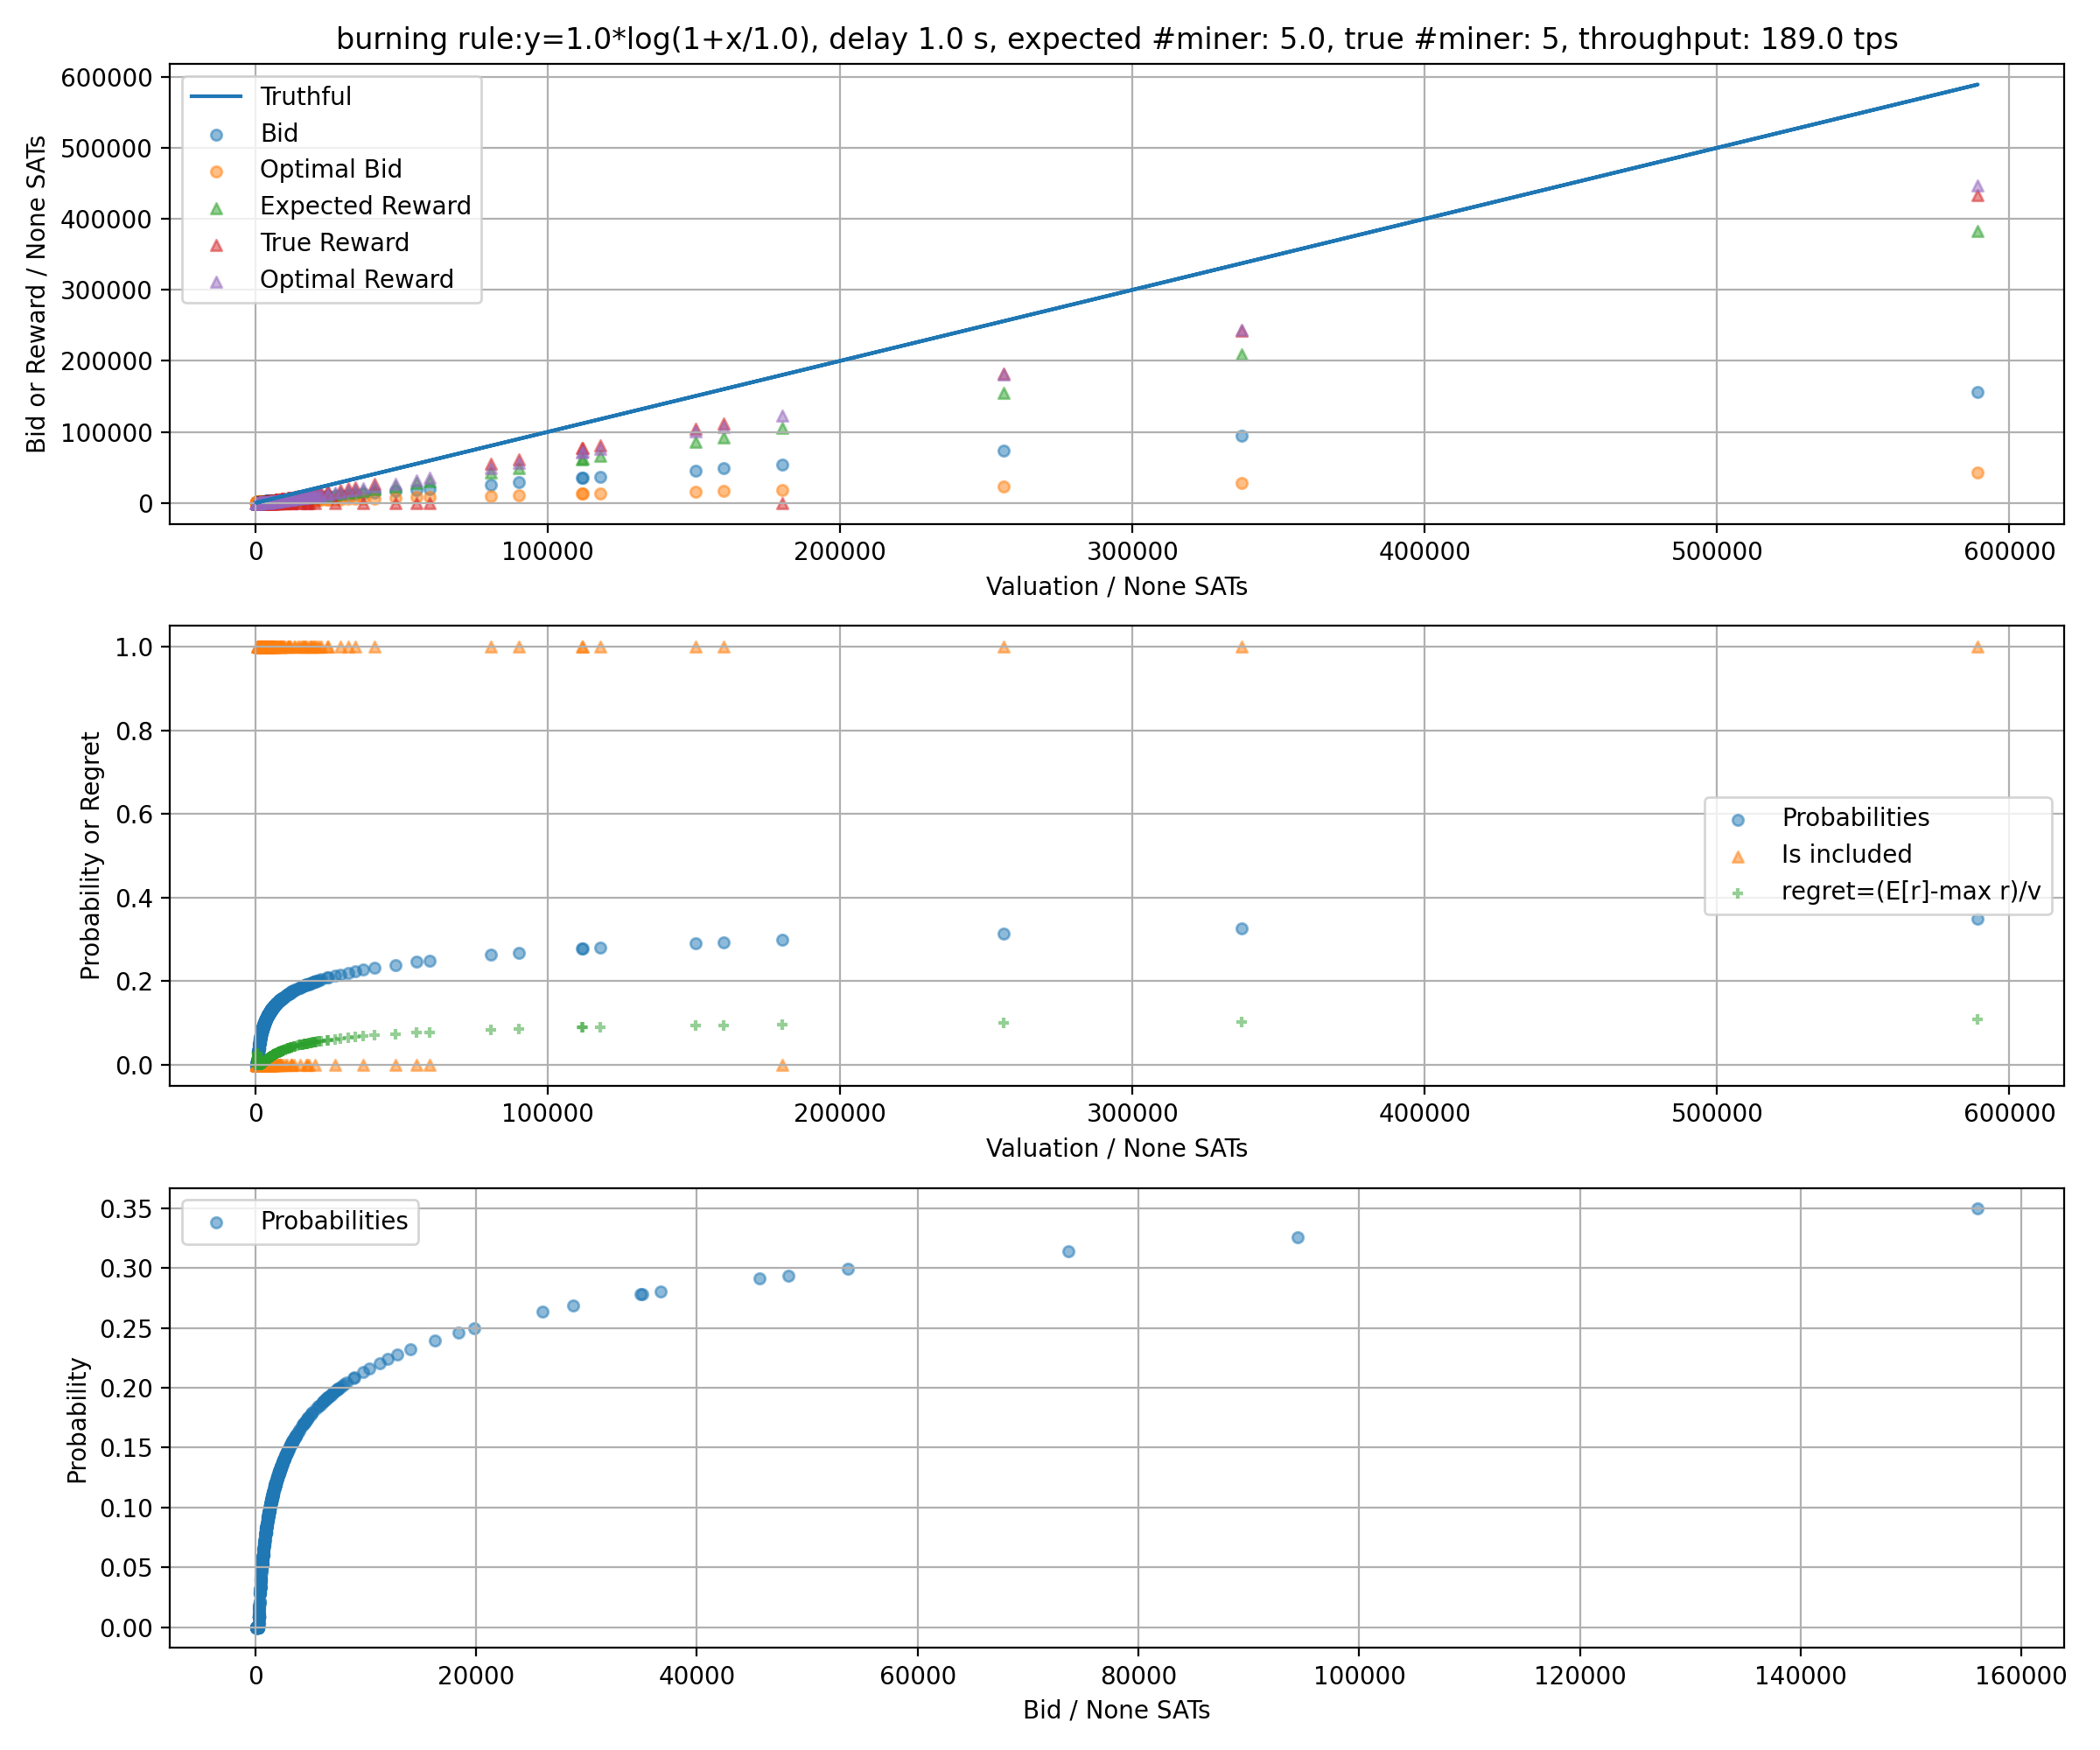 burning rule:y=1.0*log(1+x/1.0), delay 1.0 s, expected #miner: 5.0, true #miner: 5, throughput: 189.0 tps
600000
500000
400000
300000
200000
100000
0
Bid or Reward / None SATs
Truthful
Bid
Optimal Bid
Expected Reward
True Reward
Optimal Reward
0 100000 200000 300000 400000 500000 600000
Valuation / None SATs
1.0
0.8
0.6
0.4
0.2
0.0
Probability or Regret
Probabilities
Is included
regret=(E[r]-max r)/v
0 100000 200000 300000 400000 500000 600000
Valuation / None SATs
0.35
0.30
0.25
0.20
0.15
0.10
0.05
0.00
Probability
Probabilities
0 20000 40000 60000 80000 100000 120000 140000 160000
Bid / None SATs